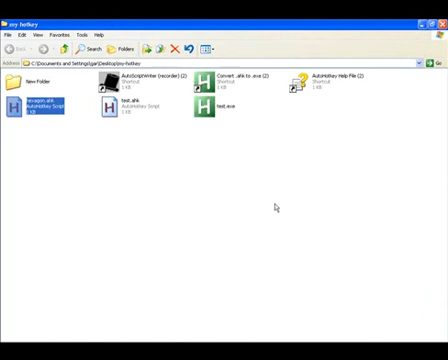 my-hotkey
File Edit View Favorites Tools Help
Back Search Folders
Address C:\Documents and Settings\jgar\Desktop\my-hotkey Go
New Folder
AutoScriptWriter (recorder) (2)
Shortcut
1 KB
Convert .ahk to .exe (2)
Shortcut
1 KB
AutoHotkey Help File (2)
Shortcut
1 KB
hexagon.ahk
AutoHotkey Script
1 KB
test.ahk
AutoHotkey Script
1 KB
test.exe